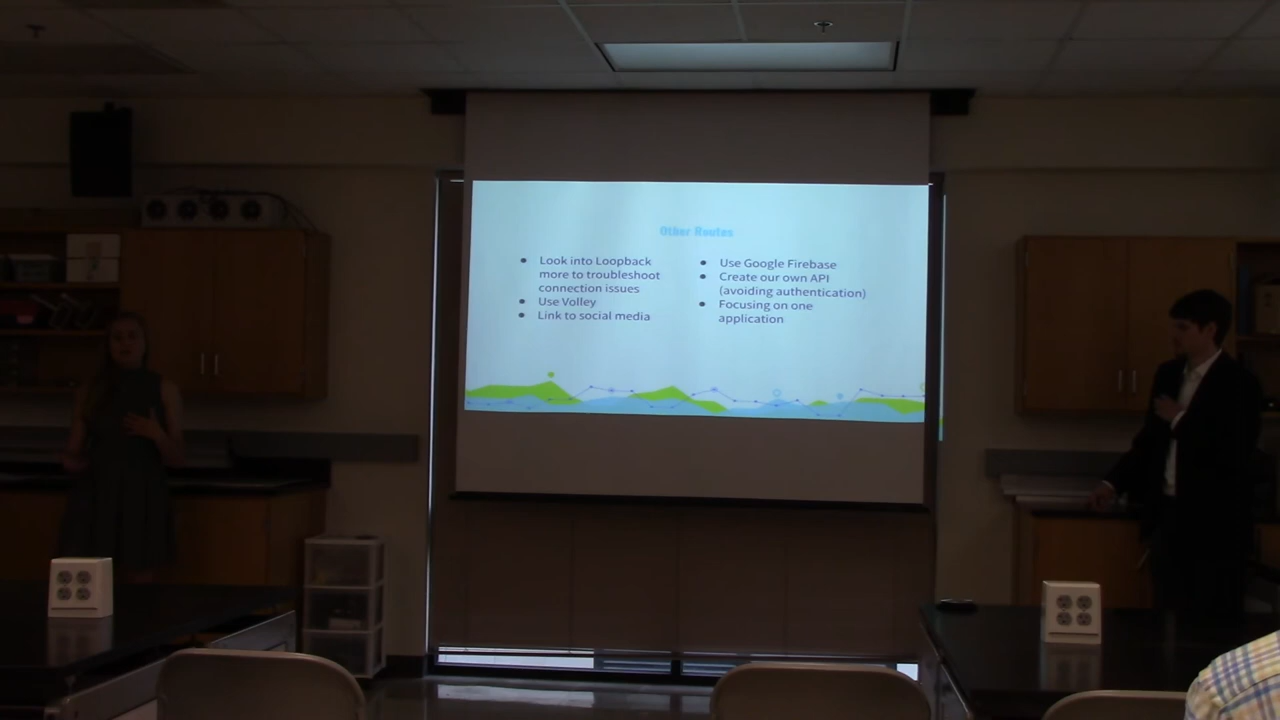 Other Routes
● Look into Loopback
more to troubleshoot
connection issues
● Use Volley
● Link to social media
● Use Google Firebase
● Create our own API
(avoiding authentication)
● Focusing on one
application